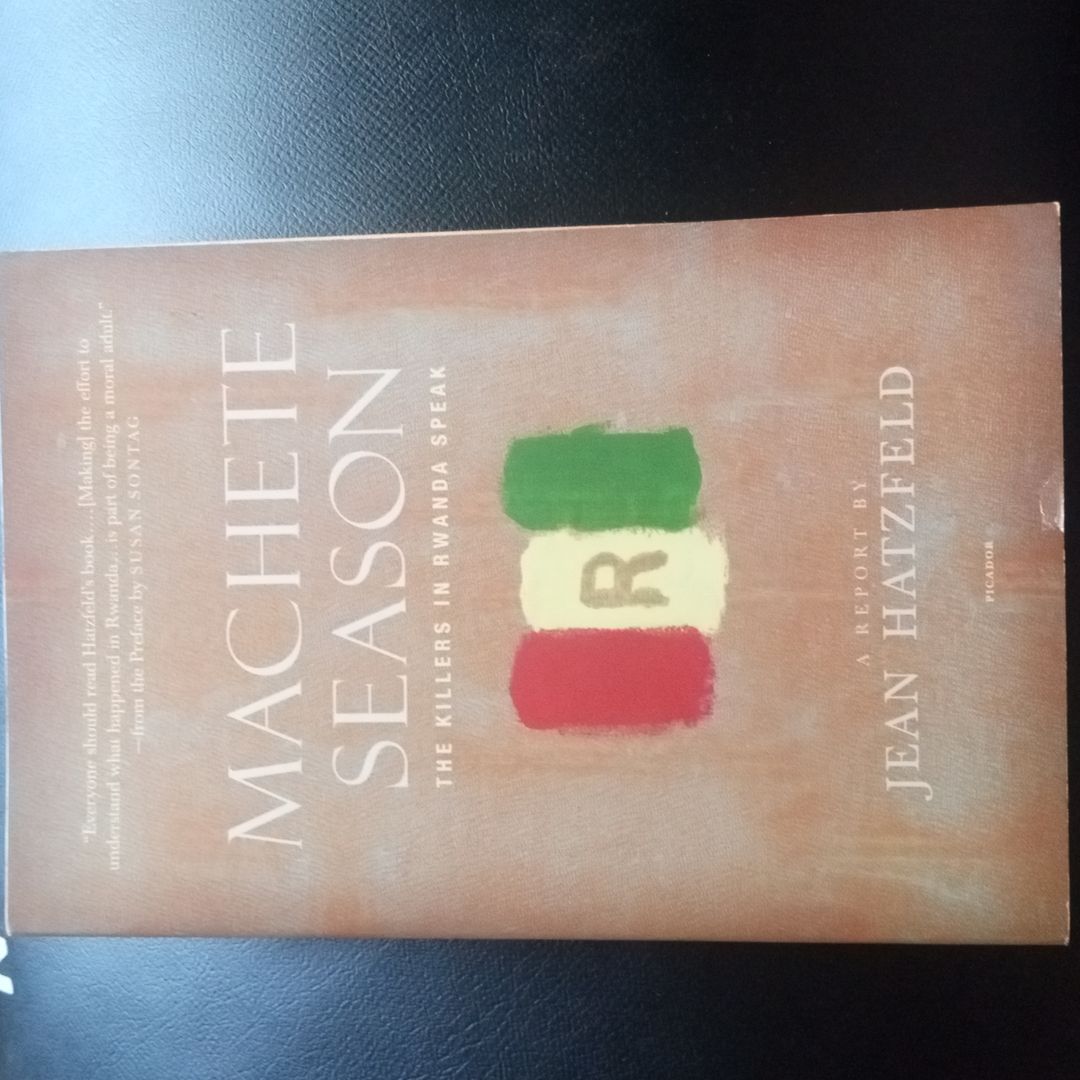 "Everyone should read Hatzfeld's book....[Making] the effort to
understand what happened in Rwanda... is part of being a moral adult."
—from the Preface by SUSAN SONTAG
MACHETE
SEASON
THE KILLERS IN RWANDA SPEAK
R
A REPORT BY
JEAN HATZFELD
PICADOR